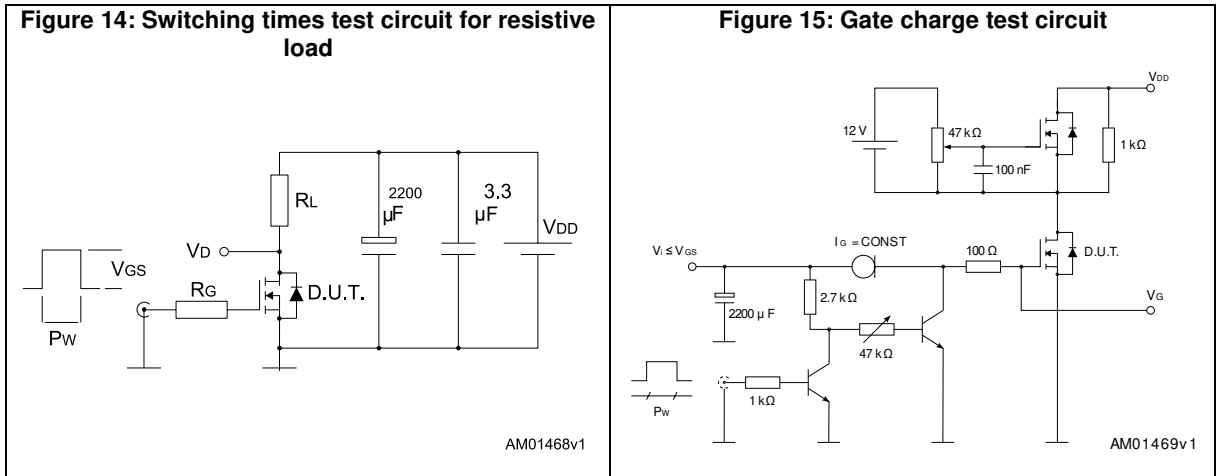 Figure 14: Switching times test circuit for resistive
load
2200
µF
3.3
µF
RL
VDD
VD
VGS
RG
D.U.T.
PW
AM01468v1
Figure 15: Gate charge test circuit
VDD
12 V
47 kΩ
1 kΩ
100 nF
Vi ≤ VGS
IG = CONST
100 Ω
D.U.T.
2.7 kΩ
VG
2200 µF
47 kΩ
1 kΩ
PW
AM01469v1